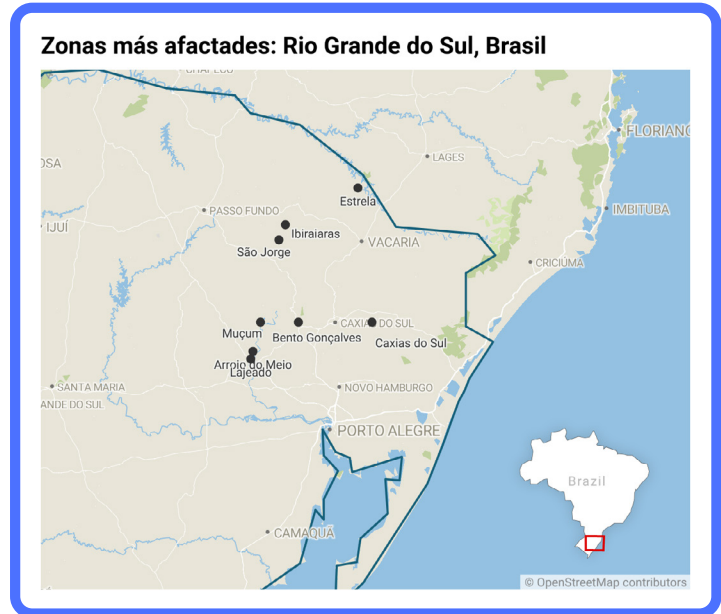 Zonas más afactades: Rio Grande do Sul, Brasil
CHAPECÓ
OSA
FLORIANO
LAGES
Estrela
PASSO FUNDO
IMBITUBA
IJUÍ
Ibiraiaras
VACARIA
São Jorge
CRICIÚMA
CAXIAS DO SUL
Muçum
Bento Gonçalves
Caxias do Sul
Arroio do Meio
Lajeado
SANTA MARIA
NOVO HAMBURGO
ANDE DO SUL
PORTO ALEGRE
Brazil
CAMAQUÃ
© OpenStreetMap contributors